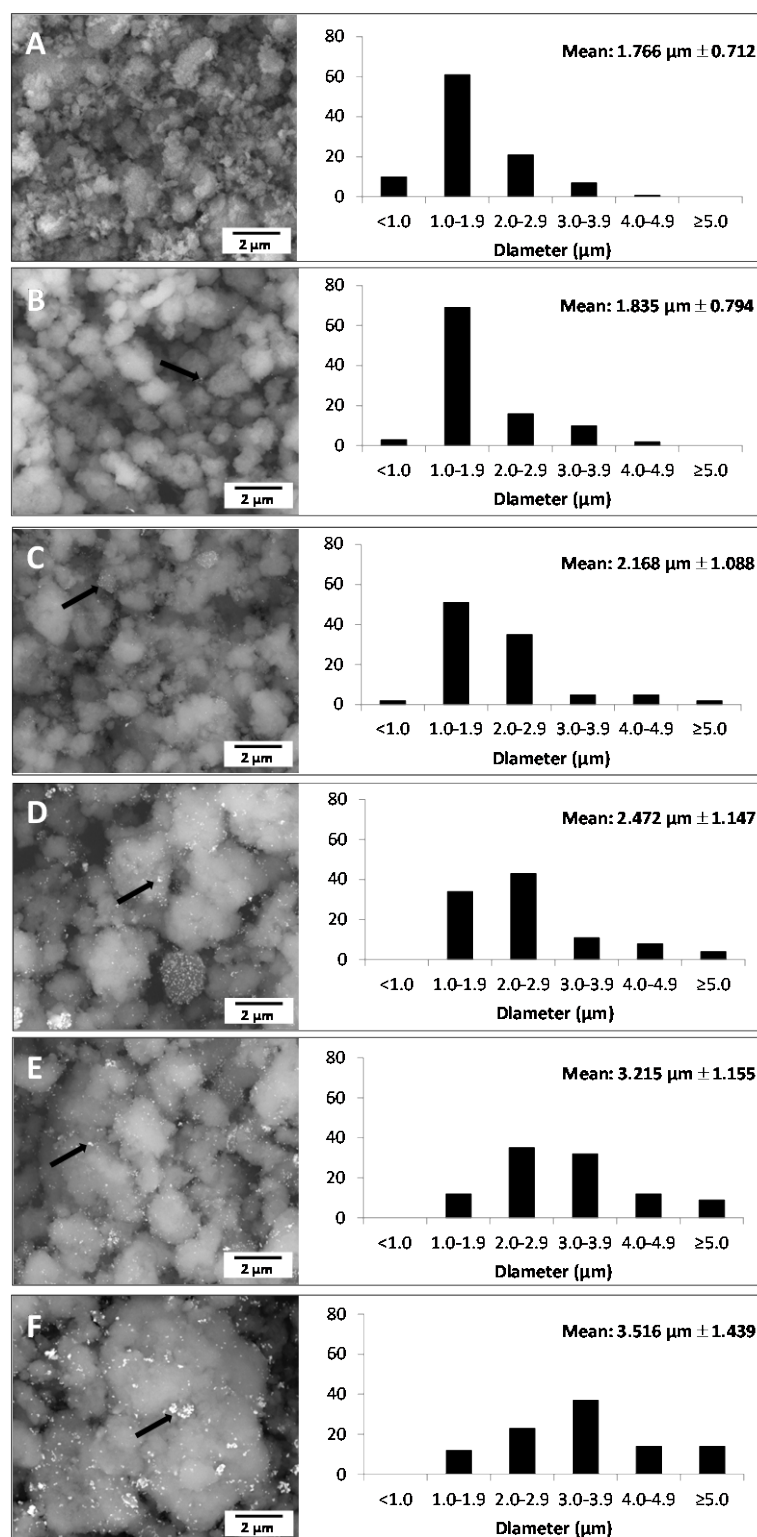 A
2 µm
80
60
40
20
0
Mean: 1.766 µm ± 0.712
<1.0 1.0-1.9 2.0-2.9 3.0-3.9 4.0-4.9 ≥5.0
Diameter (µm)
B
2 µm
80
60
40
20
0
Mean: 1.835 µm ± 0.794
<1.0 1.0-1.9 2.0-2.9 3.0-3.9 4.0-4.9 ≥5.0
Diameter (µm)
C
2 µm
80
60
40
20
0
Mean: 2.168 µm ± 1.088
<1.0 1.0-1.9 2.0-2.9 3.0-3.9 4.0-4.9 ≥5.0
Diameter (µm)
D
2 µm
80
60
40
20
0
Mean: 2.472 µm ± 1.147
<1.0 1.0-1.9 2.0-2.9 3.0-3.9 4.0-4.9 ≥5.0
Diameter (µm)
E
2 µm
80
60
40
20
0
Mean: 3.215 µm ± 1.155
<1.0 1.0-1.9 2.0-2.9 3.0-3.9 4.0-4.9 ≥5.0
Diameter (µm)
F
2 µm
80
60
40
20
0
Mean: 3.516 µm ± 1.439
<1.0 1.0-1.9 2.0-2.9 3.0-3.9 4.0-4.9 ≥5.0
Diameter (µm)